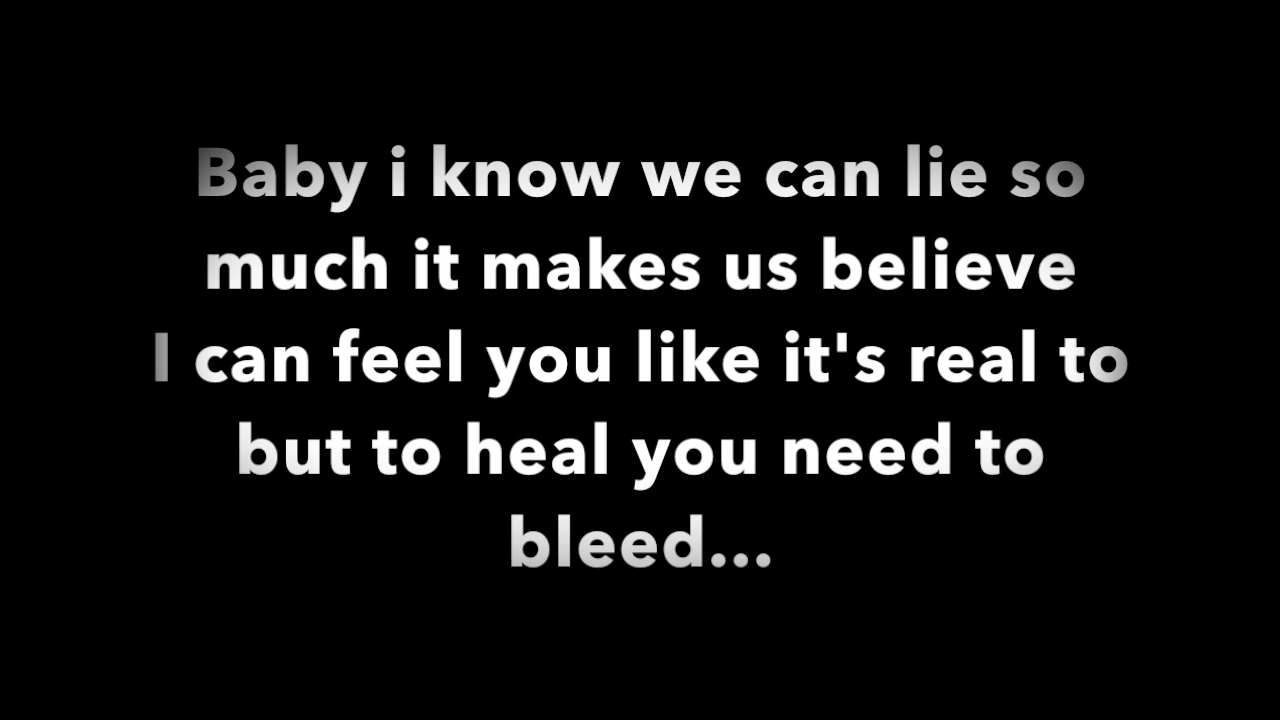 Baby i know we can lie so
much it makes us believe
I can feel you like it's real to
but to heal you need to
bleed...